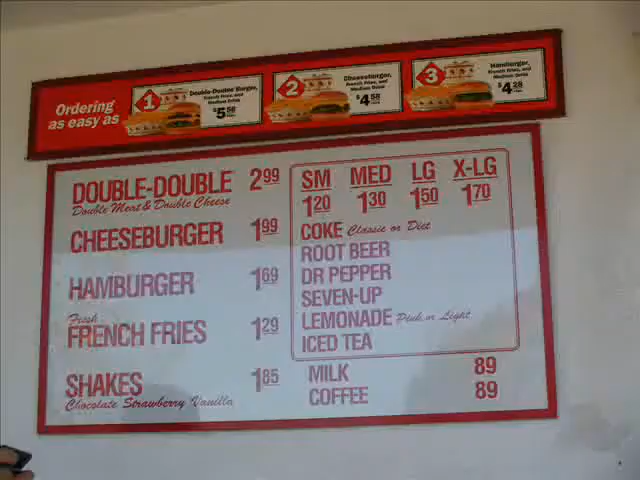 Ordering
as easy as
1
Double-Double Burger,
French Fries, and
Medium Drink
$5.58
2
Cheeseburger,
French Fries, and
Medium Drink
$4.58
3
Hamburger,
French Fries, and
Medium Drink
$4.28
DOUBLE-DOUBLE 2.99
Double Meat & Double Cheese
CHEESEBURGER 1.99
HAMBURGER 1.69
Fresh
FRENCH FRIES 1.29
SHAKES 1.85
Chocolate Strawberry Vanilla
SM MED LG X-LG
1.20 1.30 1.50 1.70
COKE Classic or Diet
ROOT BEER
DR PEPPER
SEVEN-UP
LEMONADE Pink or Light
ICED TEA
MILK 89
COFFEE 89